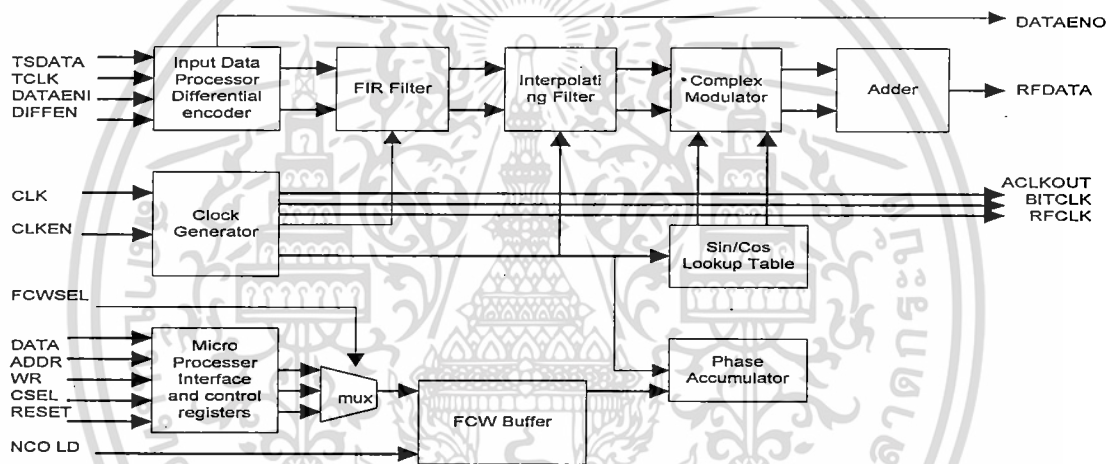 DATAENO
TSDATA
TCLK
DATAENI
DIFFEN
Input Data
Processor
Differential
encoder
FIR Filter
Interpolati
ng Filter
Complex
Modulator
Adder
RFDATA
CLK
CLKEN
Clock
Generator
ACLKOUT
BITCLK
RFCLK
Sin/Cos
Lookup Table
FCWSEL
DATA
ADDR
WR
CSEL
RESET
Micro
Processer
Interface
and control
registers
mux
FCW Buffer
Phase
Accumulator
NCO LD